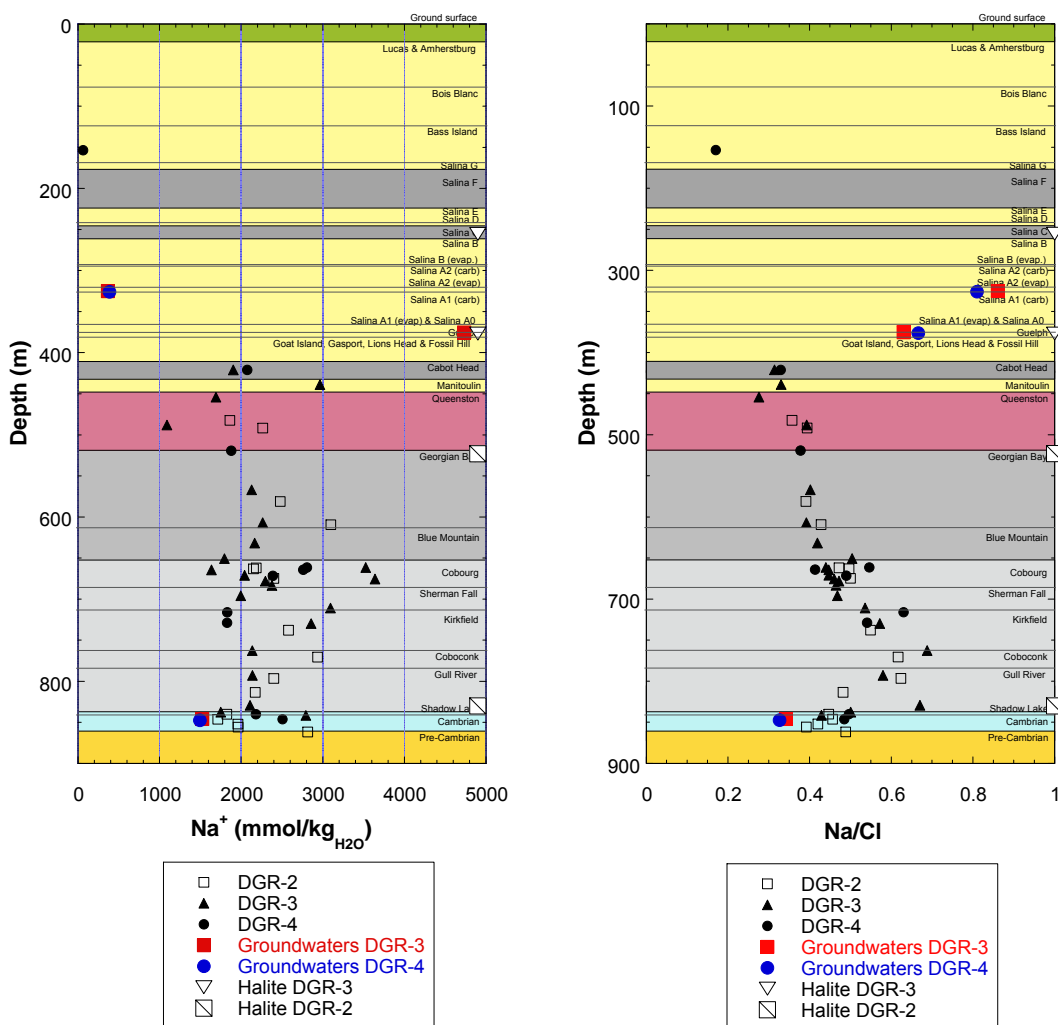 Ground surface
Lucas & Amherstburg
Bois Blanc
Bass Island
Salina G
Salina F
Salina E
Salina D
Salina
Salina B
Salina B (evap.)
Salina A2 (carb)
Salina A2 (evap)
Salina A1 (carb)
Salina A1 (evap) & Salina A0
Goat Island, Gasport, Lions Head & Fossil Hill
Cabot Head
Manitoulin
Queenston
Georgian B
Blue Mountain
Cobourg
Sherman Fall
Kirkfield
Coboconk
Gull River
Shadow La
Cambrian
Pre-Cambrian
0
200
400
600
800
Depth (m)
0 1000 2000 3000 4000 5000
Na+ (mmol/kgH2O)
DGR-2
DGR-3
DGR-4
Groundwaters DGR-3
Groundwaters DGR-4
Halite DGR-3
Halite DGR-2
Ground surface
Lucas & Amherstburg
Bois Blanc
Bass Island
Salina G
Salina F
Salina E
Salina D
Salina C
Salina B
Salina B (evap.)
Salina A2 (carb)
Salina A2 (evap)
Salina A1 (carb)
Salina A1 (evap) & Salina A0
Guelph
Goat Island, Gasport, Lions Head & Fossil Hill
Cabot Head
Manitoulin
Queenston
Georgian Bay
Blue Mountain
Cobourg
Sherman Fall
Kirkfield
Coboconk
Gull River
Shadow Lake
Cambrian
Pre-Cambrian
100
300
500
700
900
Depth (m)
0 0.2 0.4 0.6 0.8 1
Na/Cl
DGR-2
DGR-3
DGR-4
Groundwaters DGR-3
Groundwaters DGR-4
Halite DGR-3
Halite DGR-2